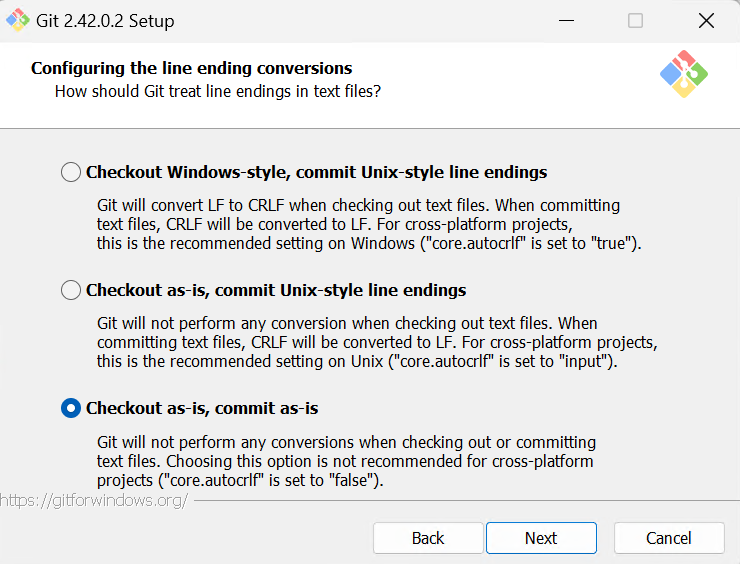 Git 2.42.0.2 Setup
Configuring the line ending conversions
How should Git treat line endings in text files?
Checkout Windows-style, commit Unix-style line endings
Git will convert LF to CRLF when checking out text files. When committing
text files, CRLF will be converted to LF. For cross-platform projects,
this is the recommended setting on Windows ("core.autocrlf" is set to "true").
Checkout as-is, commit Unix-style line endings
Git will not perform any conversion when checking out text files. When
committing text files, CRLF will be converted to LF. For cross-platform projects,
this is the recommended setting on Unix ("core.autocrlf" is set to "input").
Checkout as-is, commit as-is
Git will not perform any conversions when checking out or committing
text files. Choosing this option is not recommended for cross-platform
projects ("core.autocrlf" is set to "false").
https://gitforwindows.org/
Back Next Cancel